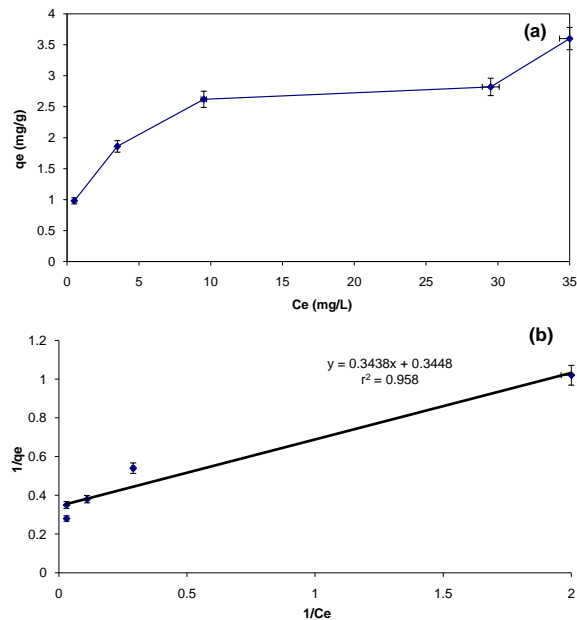 (a)
4
3.5
3
2.5
2
1.5
1
0.5
0
qe (mg/g)
0 5 10 15 20 25 30 35
Ce (mg/L)
(b)
y = 0.3438x + 0.3448
r² = 0.958
1.2
1
0.8
0.6
0.4
0.2
0
1/qe
0 0.5 1 1.5 2
1/Ce